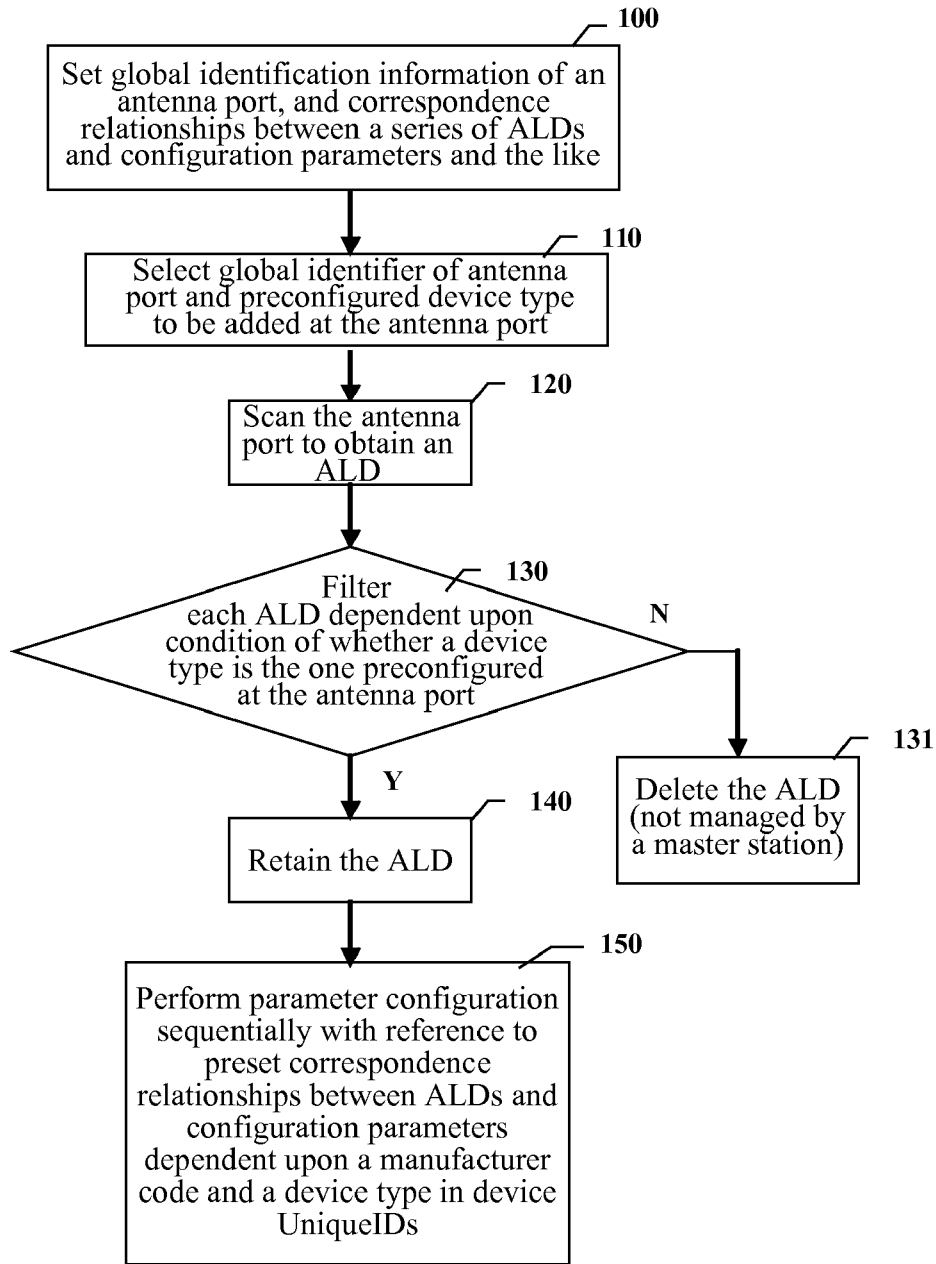 100
Set global identification information of an
antenna port, and correspondence
relationships between a series of ALDs
and configuration parameters and the like
110
Select global identifier of antenna
port and preconfigured device type
to be added at the antenna port
120
Scan the antenna
port to obtain an
ALD
130
Filter
each ALD dependent upon
condition of whether a device
type is the one preconfigured
at the antenna port
N
131
Delete the ALD
(not managed by
a master station)
Y
140
Retain the ALD
150
Perform parameter configuration
sequentially with reference to
preset correspondence
relationships between ALDs and
configuration parameters
dependent upon a manufacturer
code and a device type in device
UniqueIDs